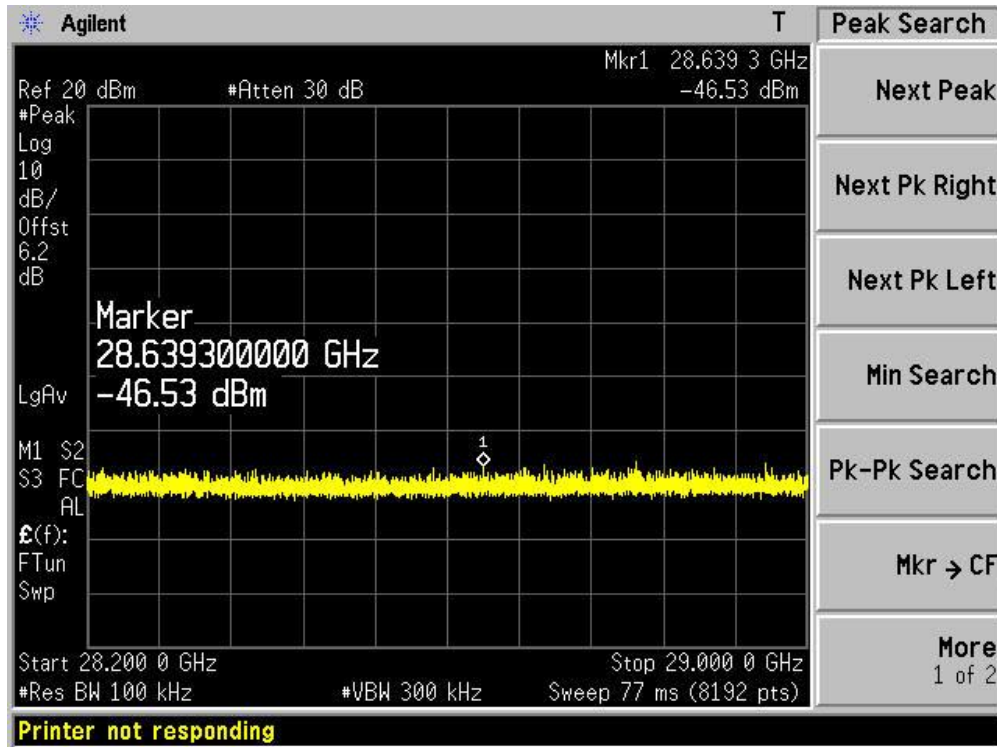 Agilent T Peak Search
Mkr1 28.639 3 GHz
Ref 20 dBm #Atten 30 dB -46.53 dBm
#Peak
Log
10
dB/
Offst
6.2
dB
Marker
28.639300000 GHz
-46.53 dBm
LgAv
1
M1 S2
S3 FC
AL
£(f):
FTun
Swp
Start 28.200 0 GHz Stop 29.000 0 GHz
#Res BW 100 kHz #VBW 300 kHz Sweep 77 ms (8192 pts)
Printer not responding
Next Peak
Next Pk Right
Next Pk Left
Min Search
Pk-Pk Search
Mkr → CF
More
1 of 2